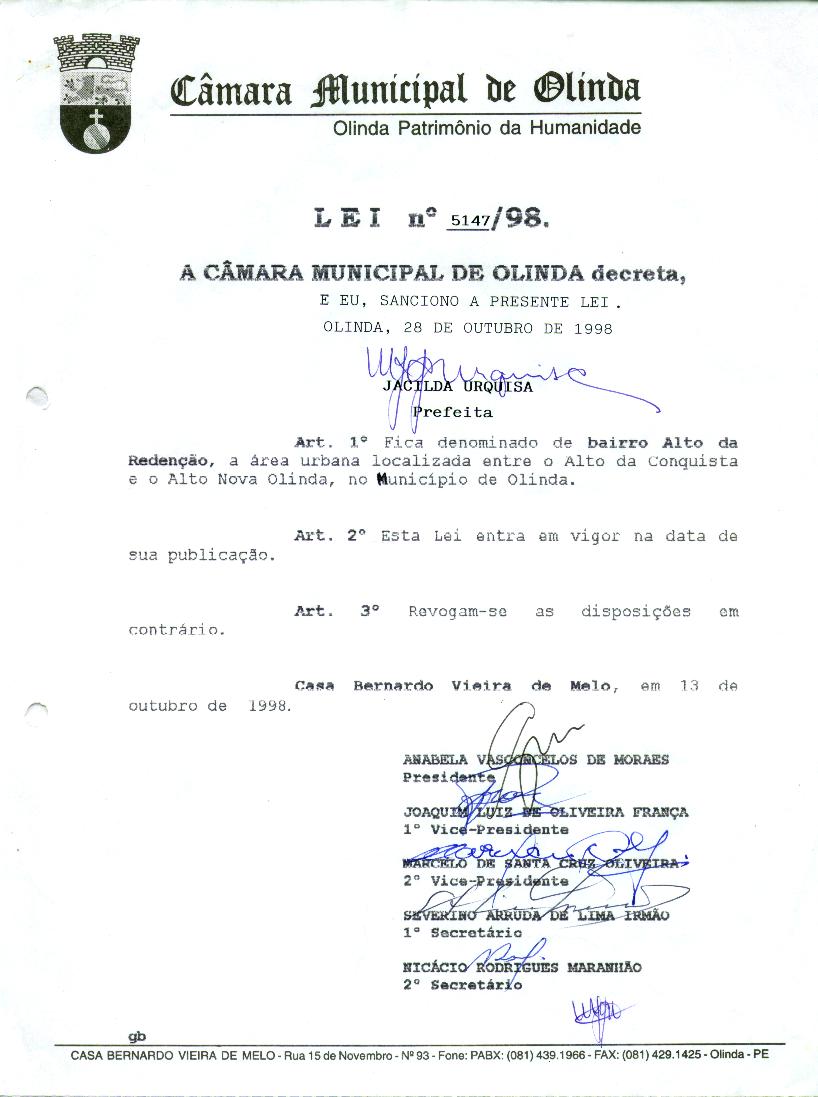 Câmara Municipal de Olinda
Olinda Patrimônio da Humanidade
LEI nº 5147/98.
A CÂMARA MUNICIPAL DE OLINDA decreta,
E EU, SANCIONO A PRESENTE LEI.
OLINDA, 28 DE OUTUBRO DE 1998
JACILDA URQUISA
Prefeita
Art. 1º Fica denominado de bairro Alto da
Redenção, a área urbana localizada entre o Alto da Conquista
e o Alto Nova Olinda, no Município de Olinda.
Art. 2º Esta Lei entra em vigor na data de
sua publicação.
Art. 3º Revogam-se as disposições em
contrário.
Casa Bernardo Vieira de Melo, em 13 de
outubro de 1998.
ANABELA VASCONCELOS DE MORAES
Presidente
JOAQUIM LUIZ DE OLIVEIRA FRANÇA
1º Vice-Presidente
MARCELO DE SANTA CRUZ OLIVEIRA
2º Vice-Presidente
SEVERINO ARRUDA DE LIMA IRMÃO
1º Secretário
NICÁCIO RODRIGUES MARANHÃO
2º Secretário
gb
CASA BERNARDO VIEIRA DE MELO - Rua 15 de Novembro - Nº 93 - Fone: PABX: (081) 439.1966 - FAX: (081) 429.1425 - Olinda - PE